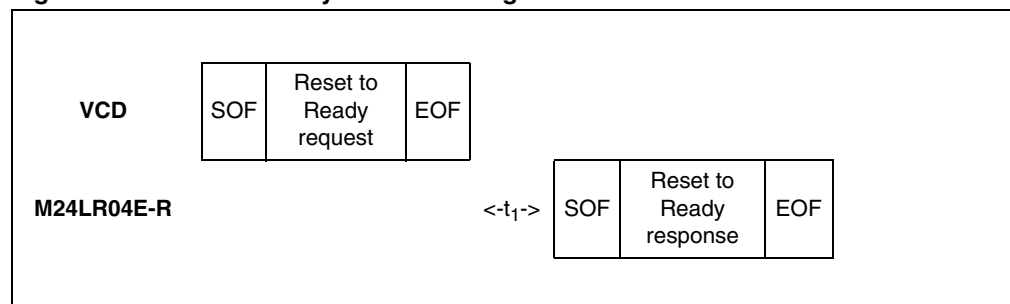 VCD
SOF
Reset to
Ready
request
EOF
M24LR04E-R
<-t1->
SOF
Reset to
Ready
response
EOF